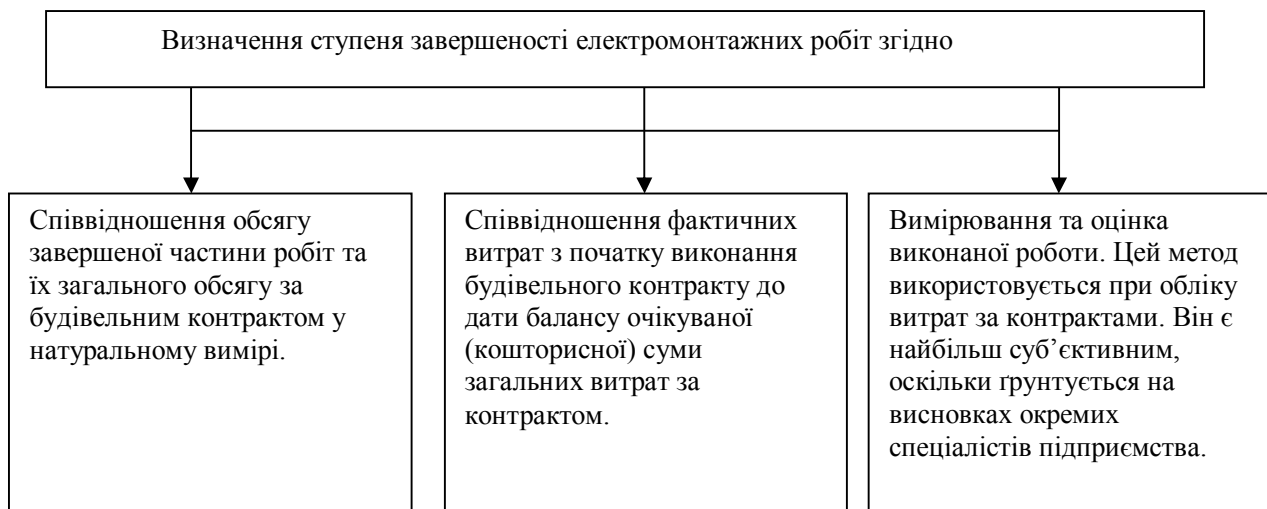 Визначення ступеня завершеності електромонтажних робіт згідно
Співвідношення обсягу
завершеної частини робіт та
їх загального обсягу за
будівельним контрактом у
натуральному вимірі.
Співвідношення фактичних
витрат з початку виконання
будівельного контракту до
дати балансу очікуваної
(кошторисної) суми
загальних витрат за
контрактом.
Вимірювання та оцінка
виконаної роботи. Цей метод
використовується при обліку
витрат за контрактами. Він є
найбільш суб’єктивним,
оскільки ґрунтується на
висновках окремих
спеціалістів підприємства.